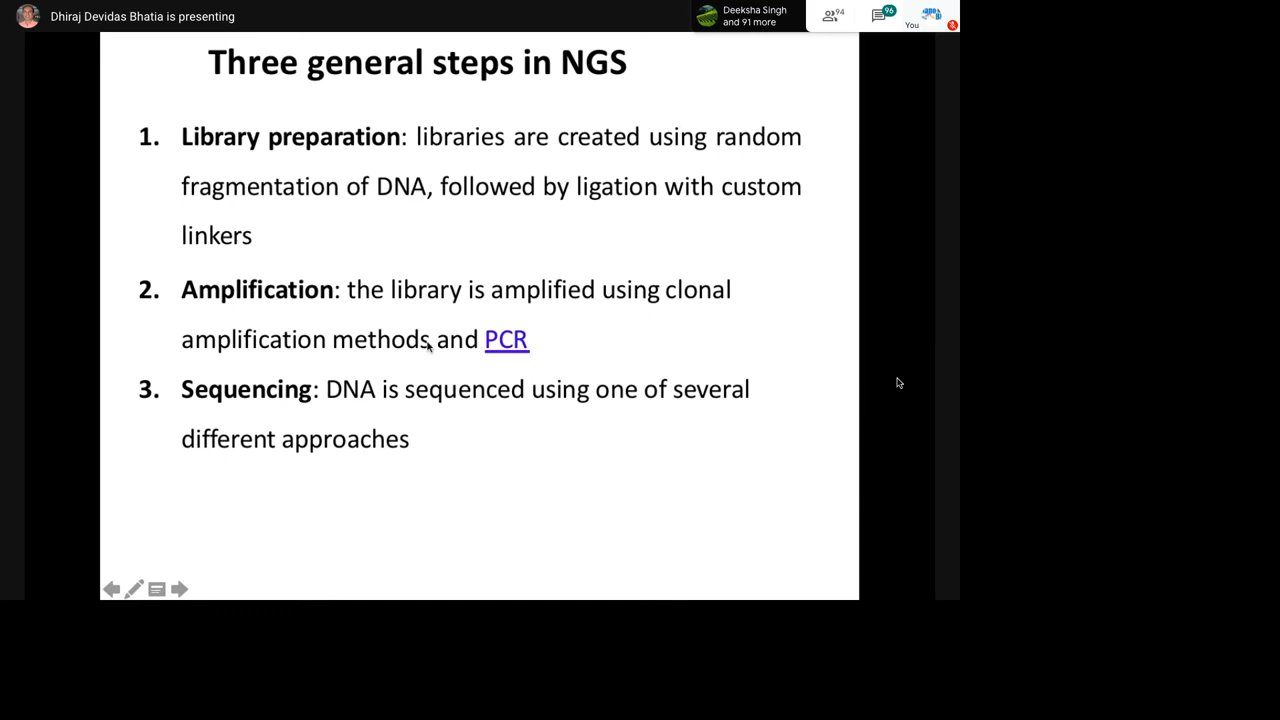 Dhiraj Devidas Bhatia is presenting
Deeksha Singh
and 91 more
94
96
You
Three general steps in NGS
1. Library preparation: libraries are created using random
fragmentation of DNA, followed by ligation with custom
linkers
2. Amplification: the library is amplified using clonal
amplification methods and PCR
3. Sequencing: DNA is sequenced using one of several
different approaches